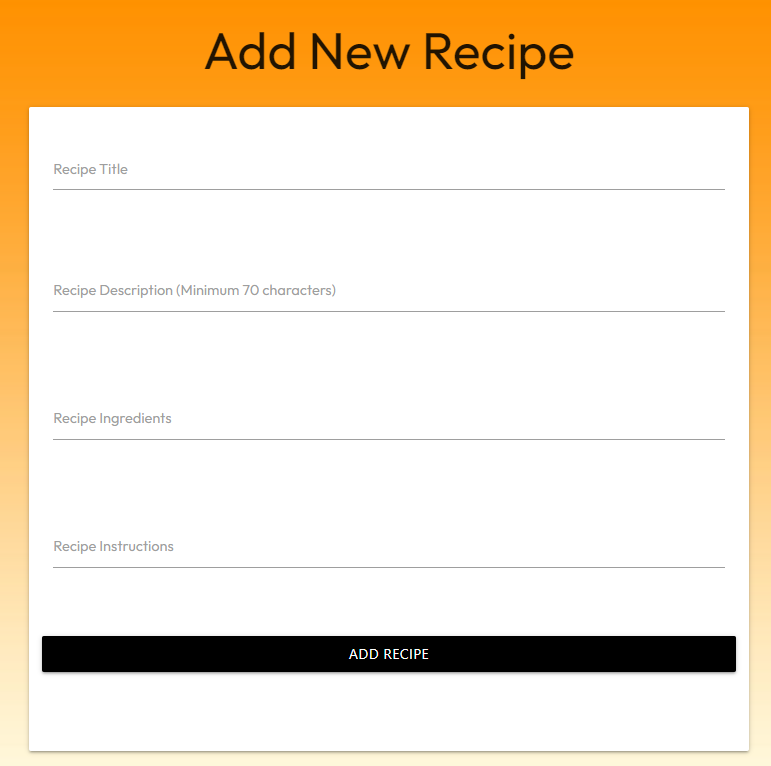 Add New Recipe
Recipe Title
Recipe Description (Minimum 70 characters)
Recipe Ingredients
Recipe Instructions
ADD RECIPE